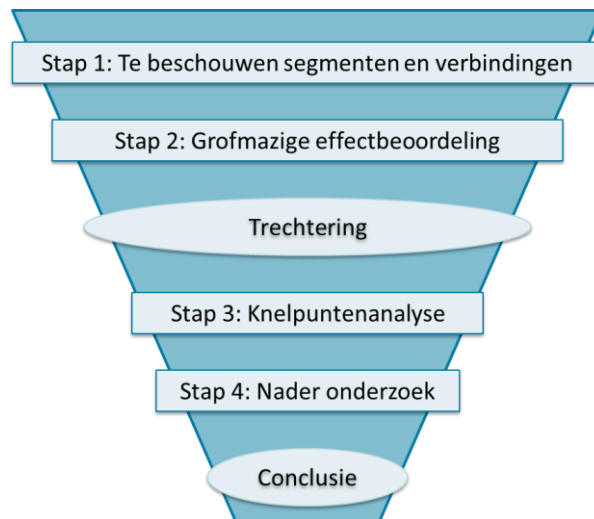 Stap 1: Te beschouwen segmenten en verbindingen
Stap 2: Grofmazige effectbeoordeling
Trechtering
Stap 3: Knelpuntenanalyse
Stap 4: Nader onderzoek
Conclusie